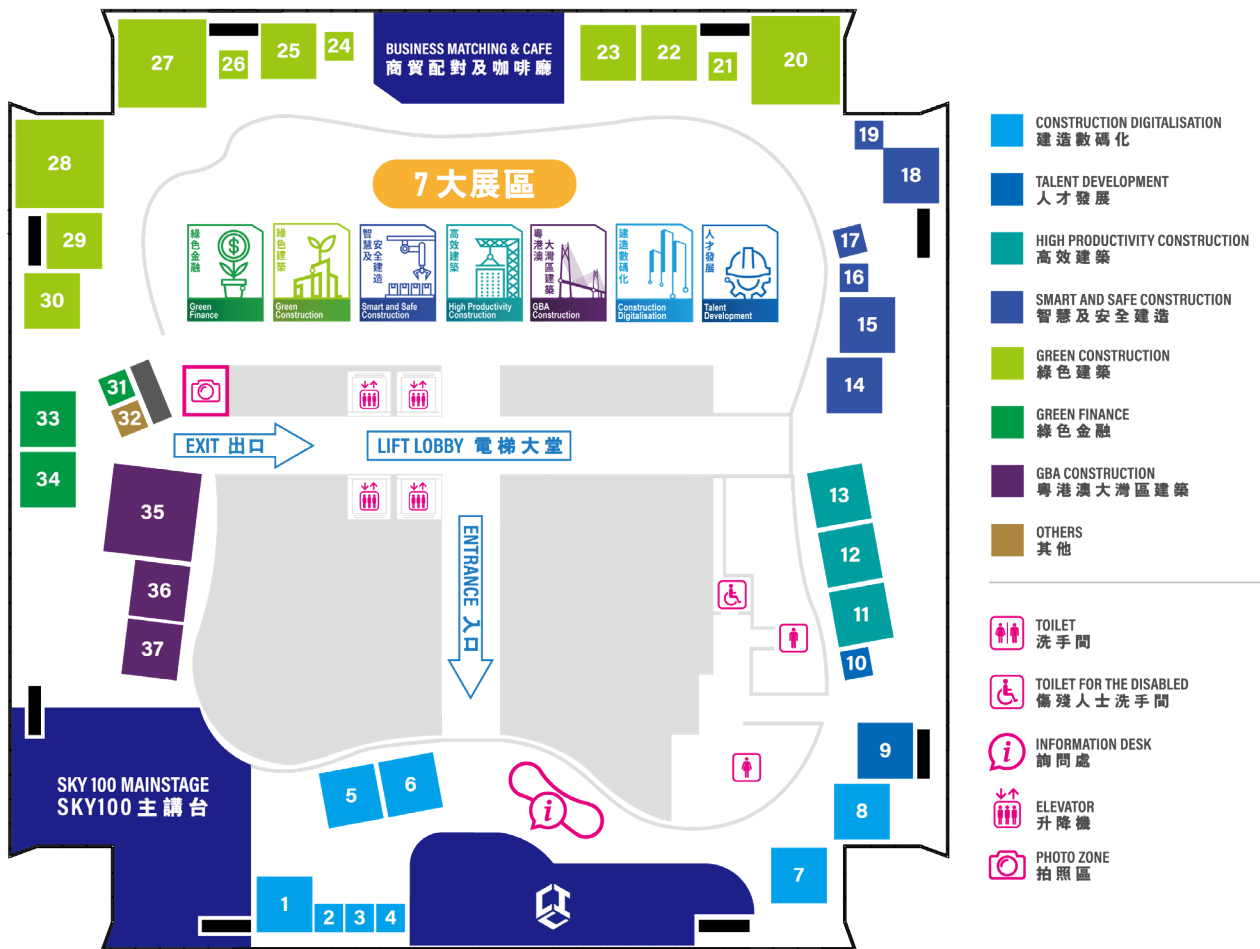 27
26
25
24
BUSINESS MATCHING & CAFE
商貿配對及咖啡廳
23
22
21
20
28
29
30
19
18
17
16
15
14
7大展區
綠色金融
Green
Finance
綠色建築
Green
Construction
智慧及
安全建造
Smart and Safe
Construction
高效建築
High Productivity
Construction
粵港澳
大灣區建築
GBA
Construction
建造數碼化
Construction
Digitalisation
人才發展
Talent
Development
31
32
33
34
EXIT 出口
LIFT LOBBY 電梯大堂
ENTRANCE 入口
35
36
37
13
12
11
10
9
8
7
SKY 100 MAINSTAGE
SKY100 主講台
5
6
i
1
2
3
4
CONSTRUCTION DIGITALISATION
建造數碼化
TALENT DEVELOPMENT
人才發展
HIGH PRODUCTIVITY CONSTRUCTION
高效建築
SMART AND SAFE CONSTRUCTION
智慧及安全建造
GREEN CONSTRUCTION
綠色建築
GREEN FINANCE
綠色金融
GBA CONSTRUCTION
粵港澳大灣區建築
OTHERS
其他
TOILET
洗手間
TOILET FOR THE DISABLED
傷殘人士洗手間
i
INFORMATION DESK
詢問處
ELEVATOR
升降機
PHOTO ZONE
拍照區